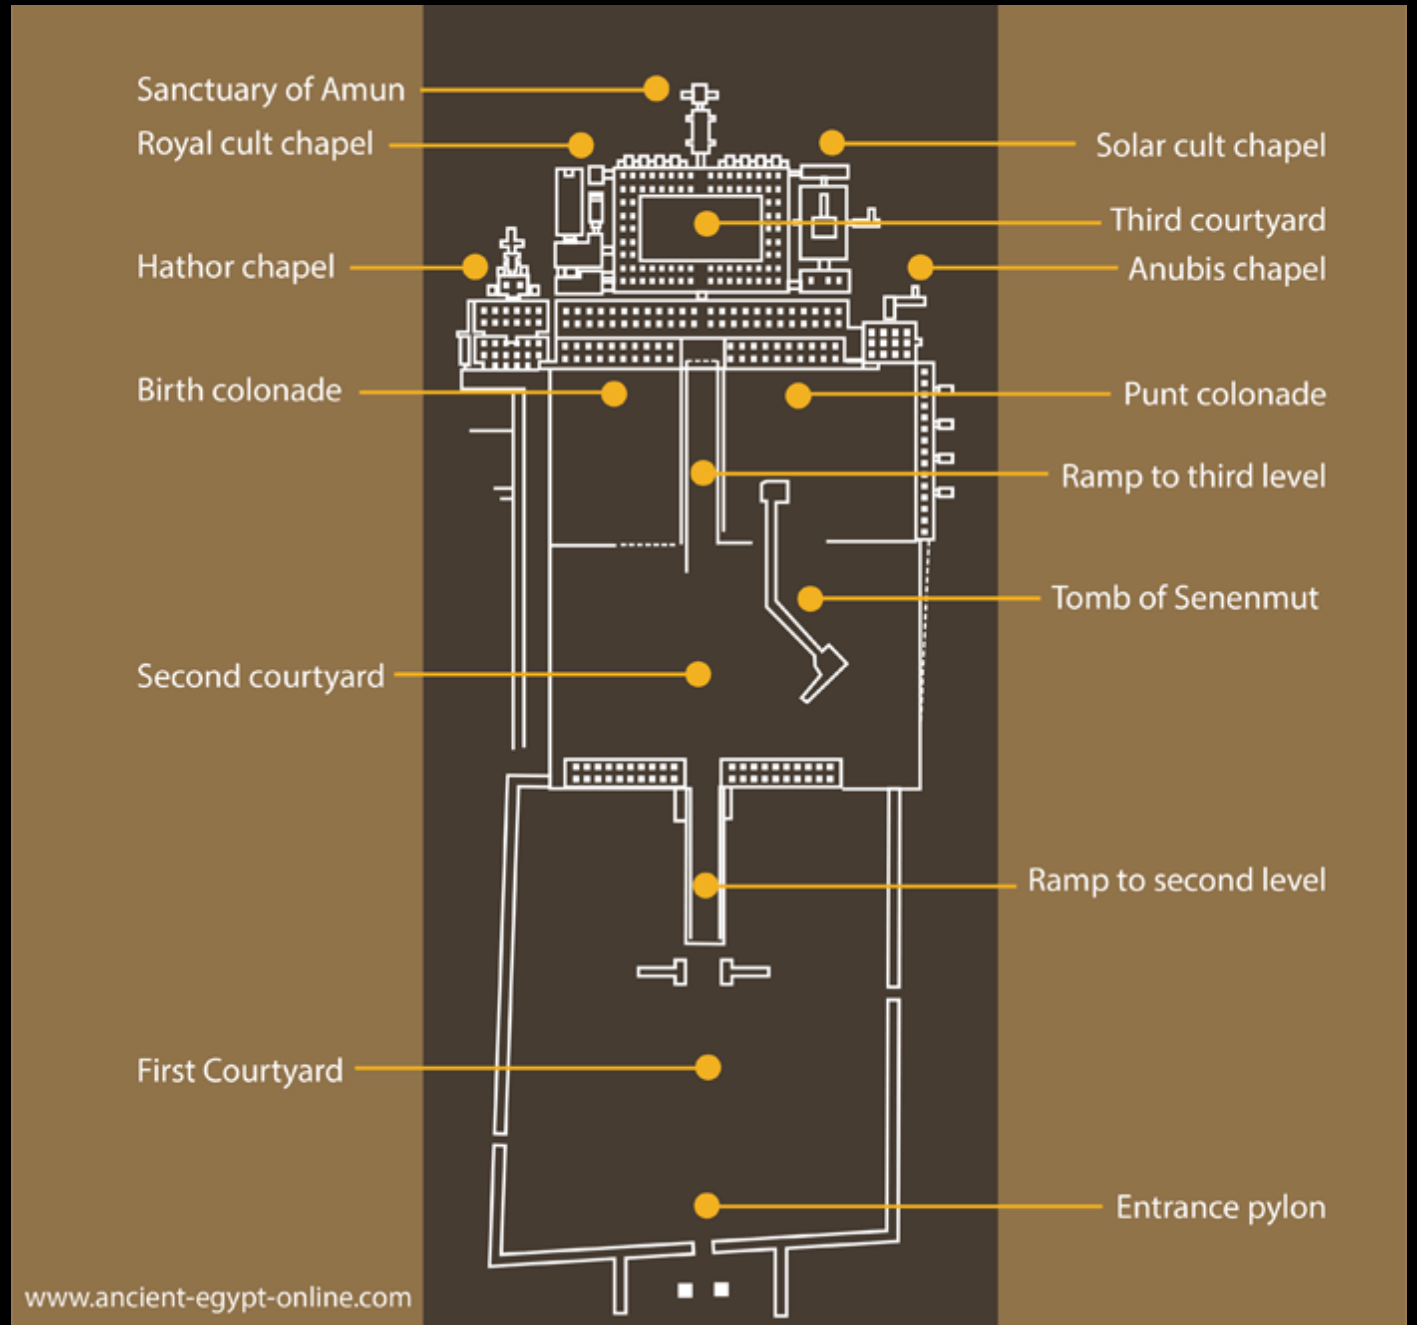 Sanctuary of Amun
Royal cult chapel
Solar cult chapel
Third courtyard
Hathor chapel
Anubis chapel
Birth colonade
Punt colonade
Ramp to third level
Tomb of Senenmut
Second courtyard
Ramp to second level
First Courtyard
Entrance pylon
www.ancient-egypt-online.com